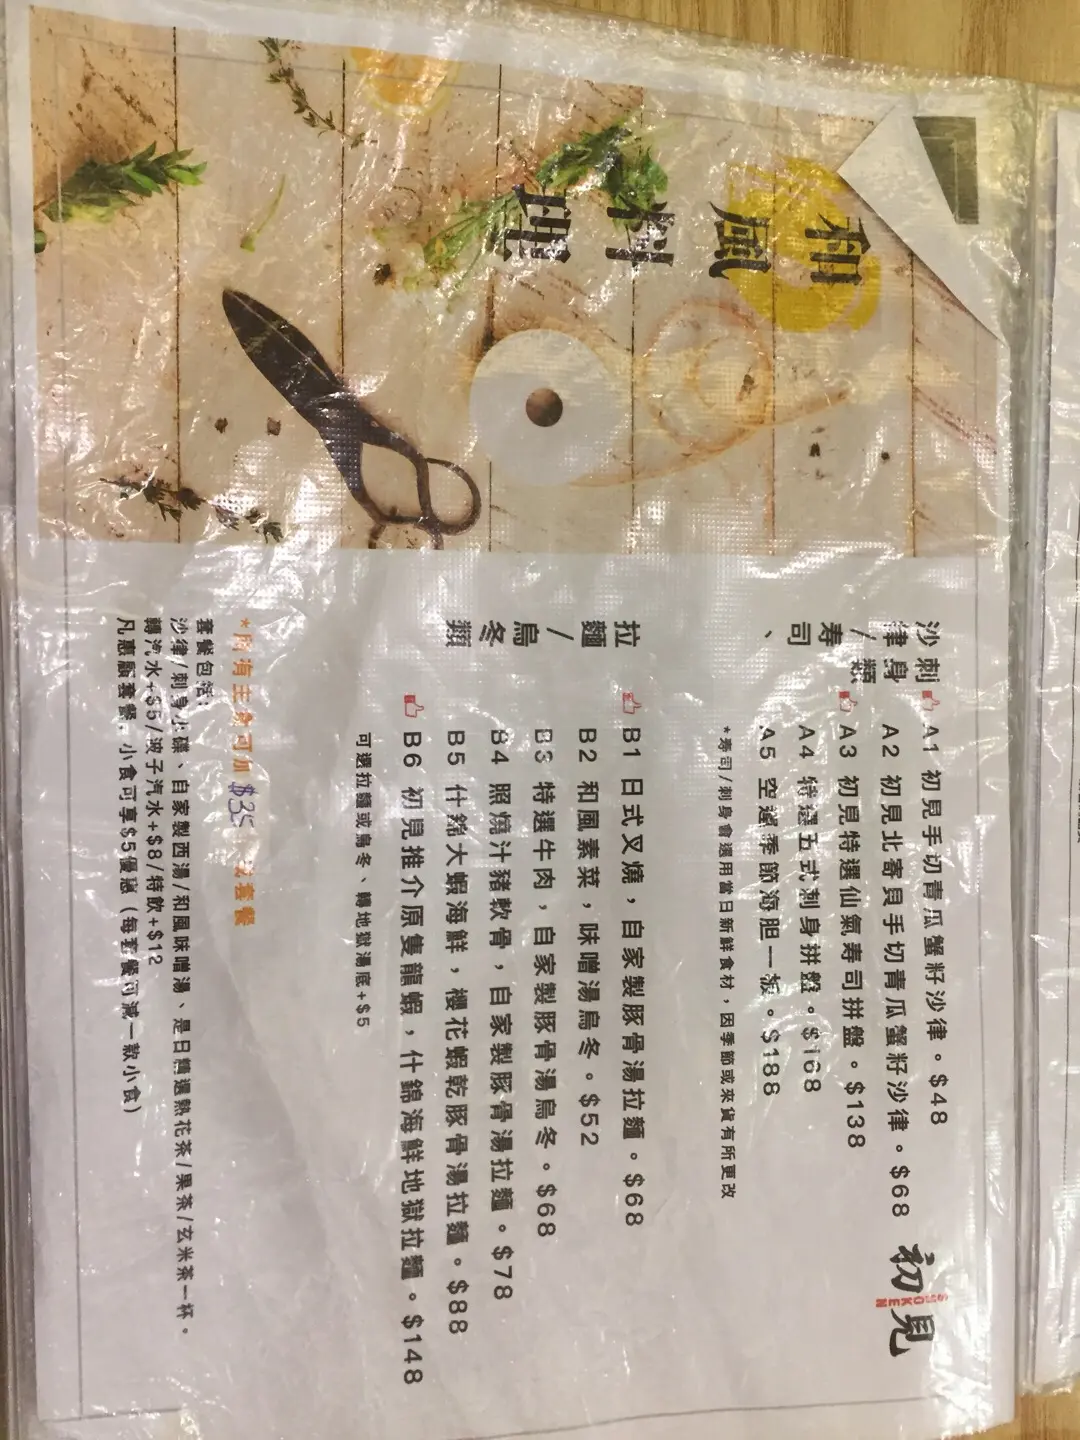 和風料理
初見
NEKO
沙律/刺身類、壽司
A1 初見手切青瓜蟹籽沙律。$48
A2 初見北寄貝手切青瓜蟹籽沙律。$68
A3 初見特選仙氣壽司拼盤。$138
A4 特選五式刺身拼盤。$168
A5 空運季節海胆一板。$188
*寿司/刺身會選用當日新鮮食材，因季節或來貨有所更改
拉麵/烏冬類
B1 日式叉燒，自家製豚骨湯拉麵。$68
B2 和風素菜，味噌湯烏冬。$52
B3 特選牛肉，自家製豚骨湯烏冬。$68
B4 照燒汁豬軟骨，自家製豚骨湯拉麵。$78
B5 什錦大蝦海鮮，櫻花蝦乾豚骨湯拉麵。$88
B6 初見推介原隻龍蝦，什錦海鮮地獄拉麵。$148
可選拉麵或烏冬、轉地獄湯底+$5
*所有主食可加 $35 成套餐
套餐包括：
沙律/刺身小碟、自家製西湯/和風味噌湯、是日精選熱花茶/果茶/玄米茶一杯。
轉汽水+$5/波子汽水+$8/特飲+$12
凡惠顧套餐，小食可享$5優惠（每套餐可減一款小食）